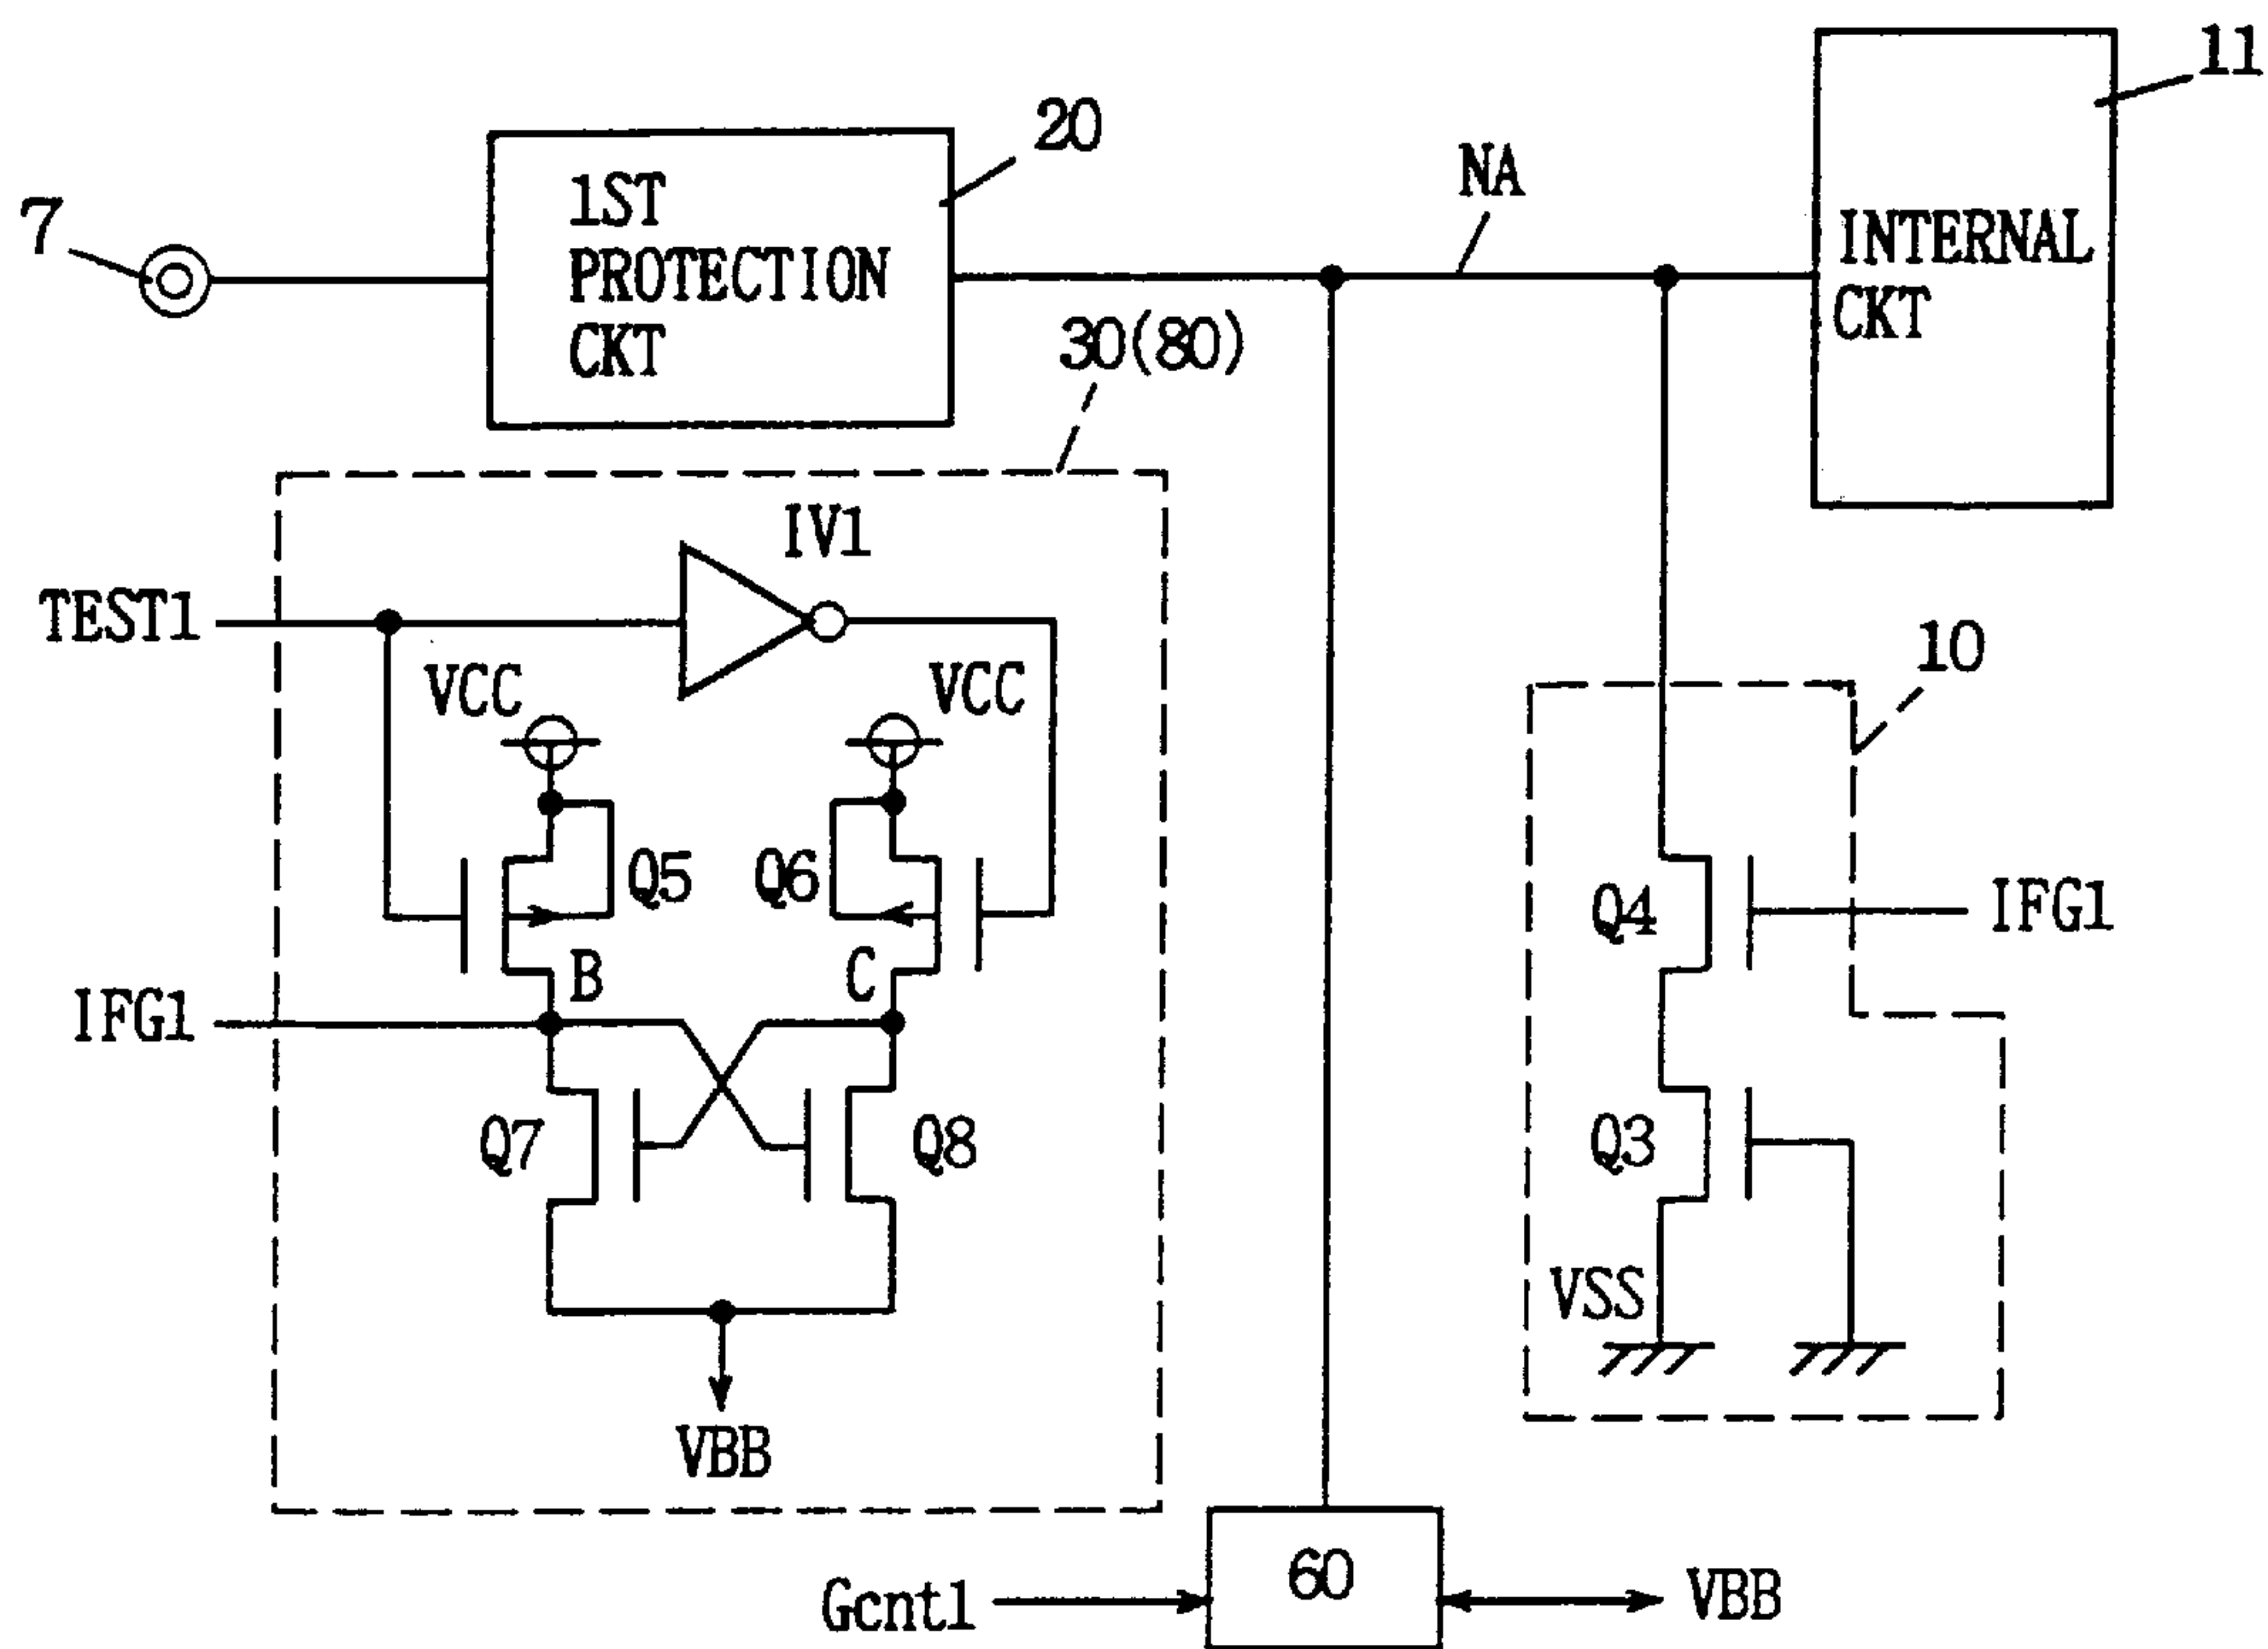 11
20
1ST
PROTECTION
CKT
NA
INTERNAL
CKT
7
30(80)
IV1
TEST1
VCC
VCC
10
Q5
Q6
Q4
IFG1
B
C
IFG1
Q7
Q8
Q3
VSS
VBB
60
Gcnt1
VBB